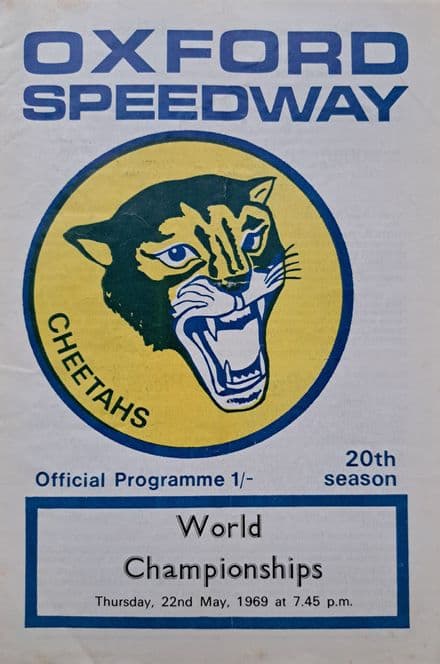 OXFORD
SPEEDWAY
CHEETAHS
20th
Official Programme 1/- season
World
Championships
Thursday, 22nd May, 1969 at 7.45 p.m.